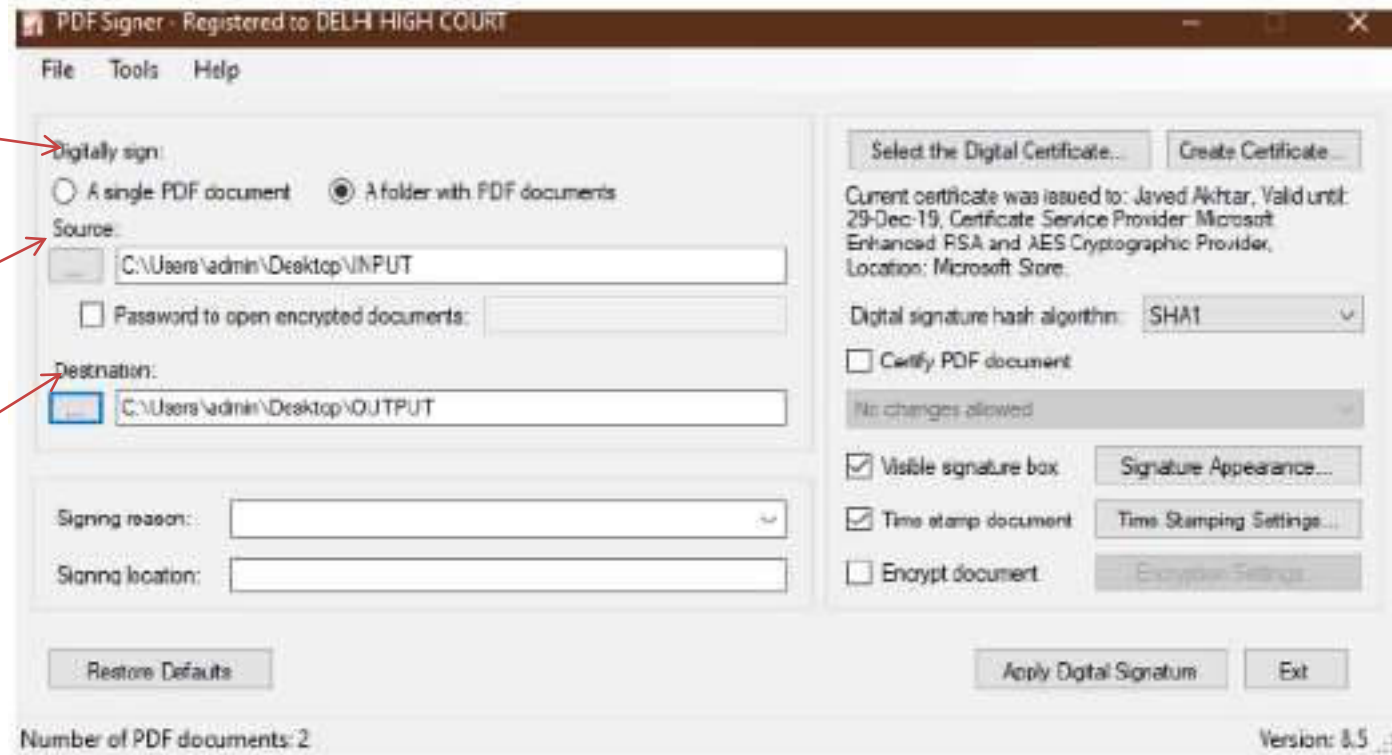 PDF Signer - Registered to DELHI HIGH COURT
File Tools Help
Digitally sign:
A single PDF document A folder with PDF documents
Source:
... C:\Users\admin\Desktop\INPUT
Password to open encrypted documents:
Destination:
... C:\Users\admin\Desktop\OUTPUT
Signing reason:
Signing location:
Restore Defaults
Select the Digital Certificate... Create Certificate...
Current certificate was issued to: Javed Akhtar, Valid until:
29-Dec-19, Certificate Service Provider: Microsoft
Enhanced RSA and AES Cryptographic Provider,
Location: Microsoft Store.
Digital signature hash algorithm: SHA1
Certify PDF document
No changes allowed
Visible signature box Signature Appearance...
Time stamp document Time Stamping Settings...
Encrypt document Encryption Settings
Apply Digital Signature Exit
Number of PDF documents: 2 Version: 8.5